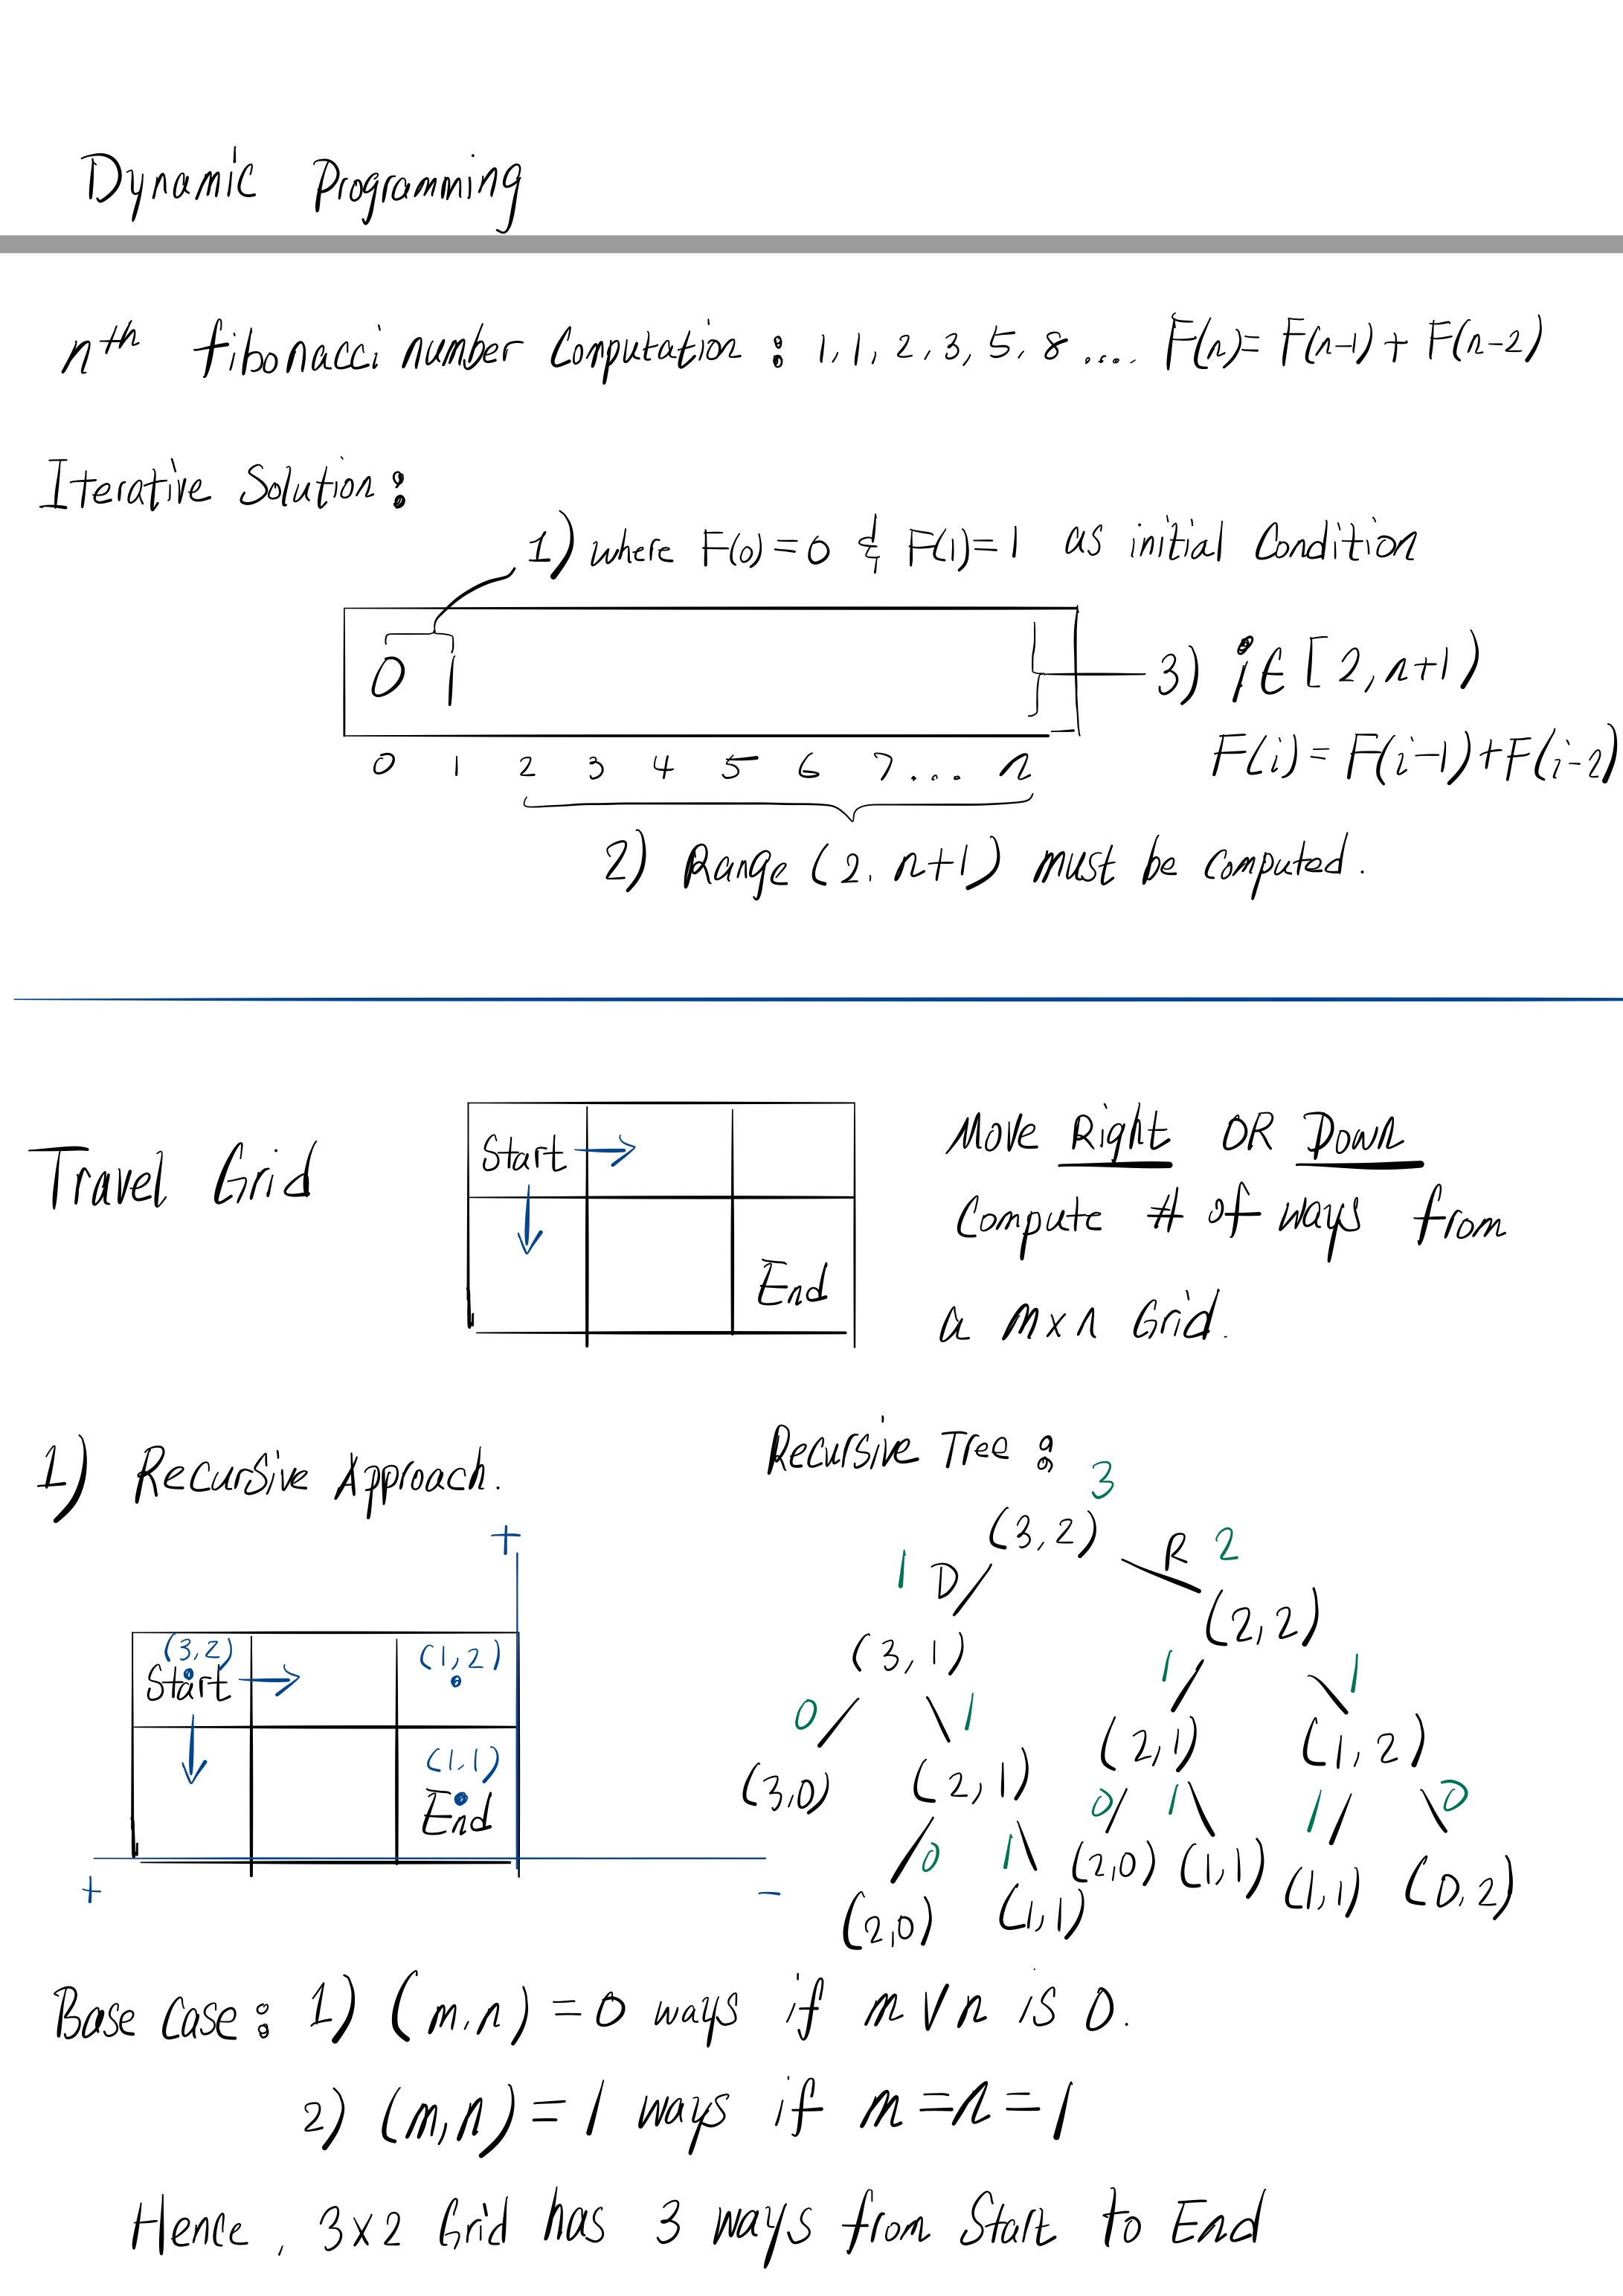 Dynamic Programming
nth fibonacci number Computation : 1, 1, 2, 3, 5, 8 .... F(n)= F(n-1) + F(n-2)
Iterative Solution :
1) where F(0) = 0 & F(1) = 1 as initial Condition
0 1
3) i ∈ [2, n+1)
F(i) = F(i-1) + F(i-2)
0 1 2 3 4 5 6 7 ... n
2) Range (2, n+1) must be computed.
Travel Grid
Start
End
Move Right OR Down
Compute # of ways from
a m x n Grid.
1) Recursive Approach.
+
(3,2)
Start
(1,2)
(1,1)
End
+
-
Recursive Tree :
3
(3,2)
1 D R 2
(2,2)
(3,1)
1 1
0 1
(2,1) (1,2)
(3,0) (2,1)
0 1 1 0
0 1
(2,0) (1,1) (1,1) (0,2)
(2,0) (1,1)
Base Case : 1) (m,n) = 0 ways if m ∨ n is 0.
2) (m,n) = 1 ways if m = n = 1
Hence, 3x2 Grid has 3 ways from Start to End